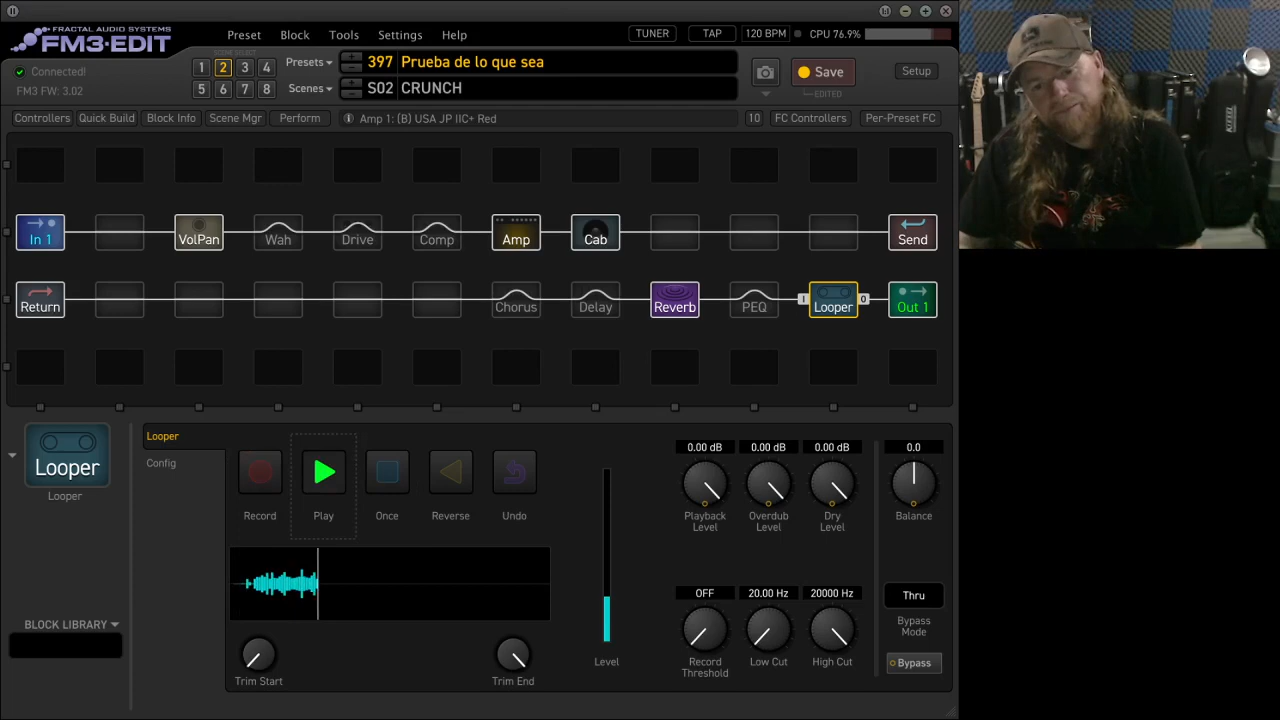 FRACTAL AUDIO SYSTEMS
FM3-EDIT
Preset Block Tools Settings Help
TUNER TAP 120 BPM CPU 76.9%
SCENE SELECT
1 2 3 4
5 6 7 8
Presets 397 Prueba de lo que sea
Scenes S02 CRUNCH
Save
EDITED
Setup
Connected!
FM3 FW: 3.02
Controllers Quick Build Block Info Scene Mgr Perform Amp 1: (B) USA JP IIC+ Red 10 FC Controllers Per-Preset FC
In 1 VolPan Wah Drive Comp Amp Cab Send
Return Chorus Delay Reverb PEQ I Looper O Out 1
Looper
Looper
BLOCK LIBRARY
Looper
Config
Record Play Once Reverse Undo
Trim Start Trim End
Level
0.00 dB 0.00 dB 0.00 dB 0.0
Playback Level Overdub Level Dry Level Balance
OFF 20.00 Hz 20000 Hz Thru
Record Threshold Low Cut High Cut
Bypass Mode
Bypass